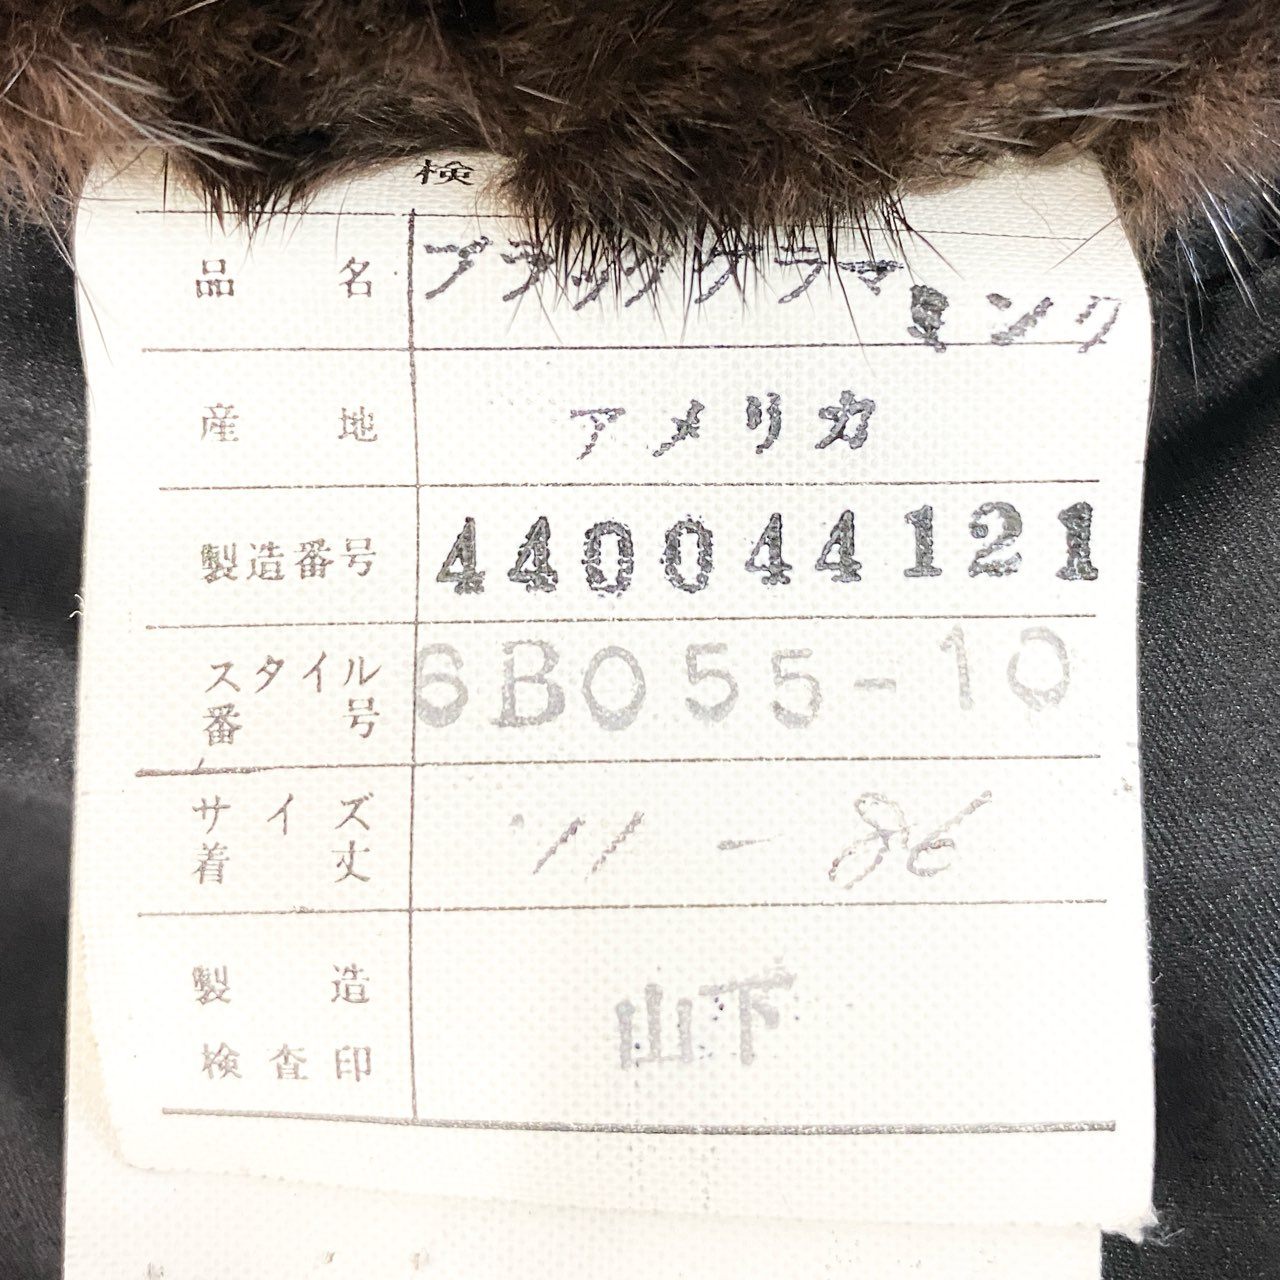 検
品名 ブラックグラマミンク
産地 アメリカ
製造番号 440044121
スタイル番号 6B055-10
サイズ着丈 11-86
製造検査印 山下